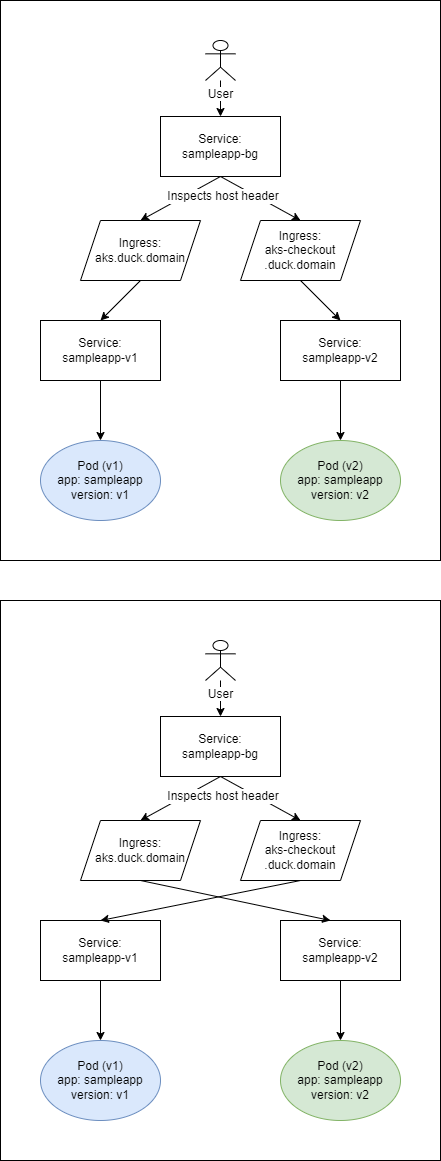 User
Service:
sampleapp-bg
Inspects host header
Ingress:
aks.duck.domain
Ingress:
aks-checkout
.duck.domain
Service:
sampleapp-v1
Service:
sampleapp-v2
Pod (v1)
app: sampleapp
version: v1
Pod (v2)
app: sampleapp
version: v2
User
Service:
sampleapp-bg
Inspects host header
Ingress:
aks.duck.domain
Ingress:
aks-checkout
.duck.domain
Service:
sampleapp-v1
Service:
sampleapp-v2
Pod (v1)
app: sampleapp
version: v1
Pod (v2)
app: sampleapp
version: v2